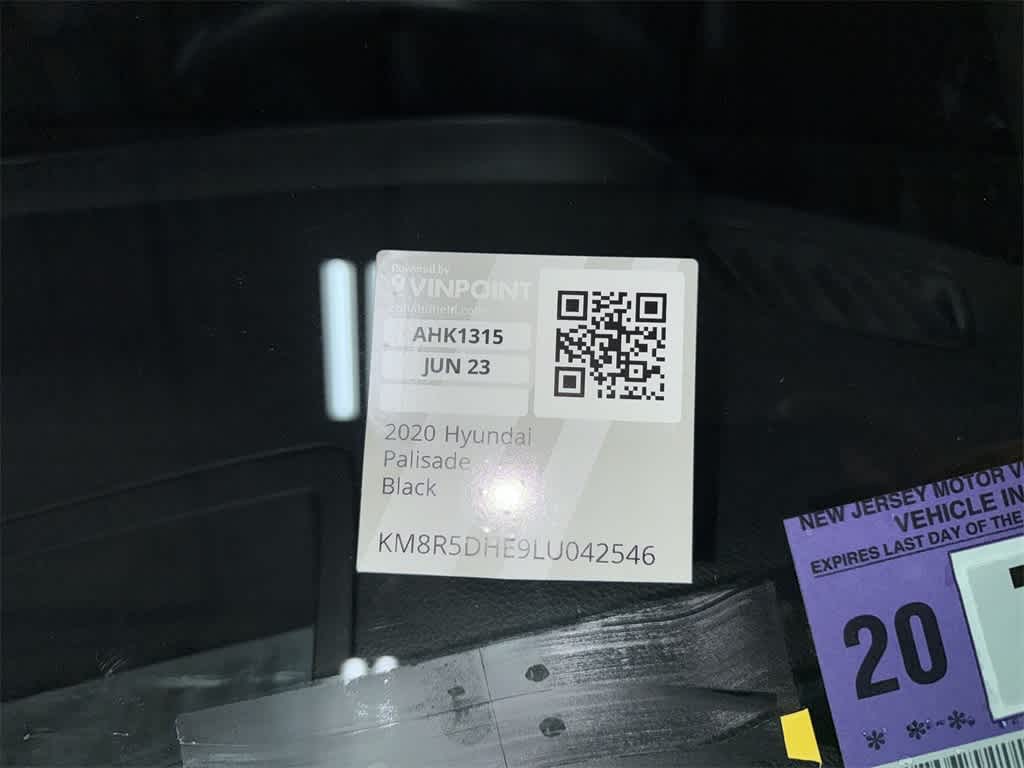 Powered by
VINPOINT
AHK1315
JUN 23
2020 Hyundai
Palisade
Black
KM8R5DHE9LU042546
NEW JERSEY MOTOR V
VEHICLE IN
EXPIRES LAST DAY OF THE
20
* *-*